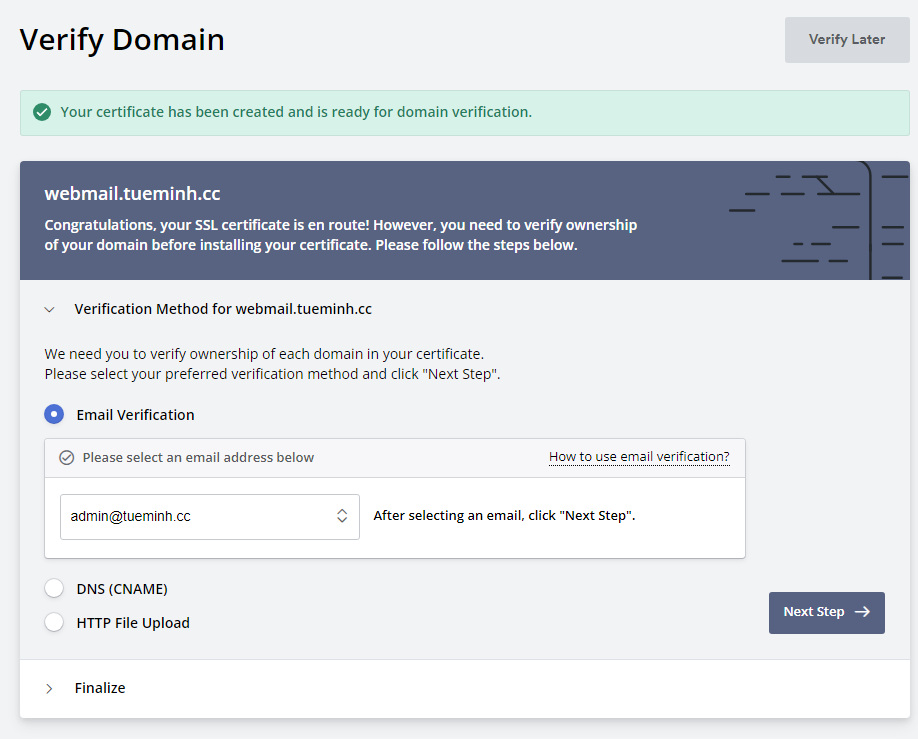 Verify Domain
Verify Later
Your certificate has been created and is ready for domain verification.
webmail.tueminh.cc
Congratulations, your SSL certificate is en route! However, you need to verify ownership
of your domain before installing your certificate. Please follow the steps below.
Verification Method for webmail.tueminh.cc
We need you to verify ownership of each domain in your certificate.
Please select your preferred verification method and click "Next Step".
Email Verification
Please select an email address below
How to use email verification?
admin@tueminh.cc
After selecting an email, click "Next Step".
DNS (CNAME)
HTTP File Upload
Next Step
Finalize